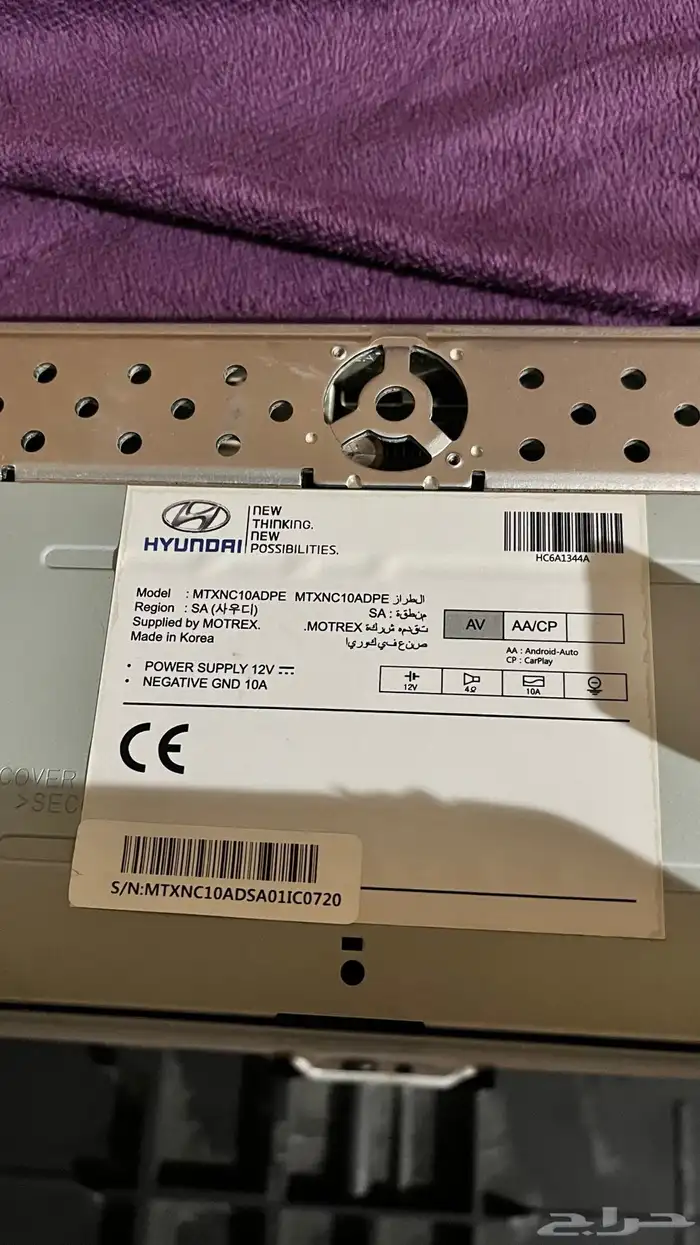 HYUNDAI
NEW
THINKING.
NEW
POSSIBILITIES.
HC6A1344A
Model : MTXNC10ADPE MTXNC10ADPE الطراز
Region : SA (사우디) منطقة : SA
Supplied by MOTREX. تقدمه شركة MOTREX.
Made in Korea صنع في كوريا
AV AA/CP
AA : Android-Auto
CP : CarPlay
• POWER SUPPLY 12V
• NEGATIVE GND 10A
12V 4Ω 10A
CE
COVER
>SEC
S/N:MTXNC10ADSA01IC0720
حراج